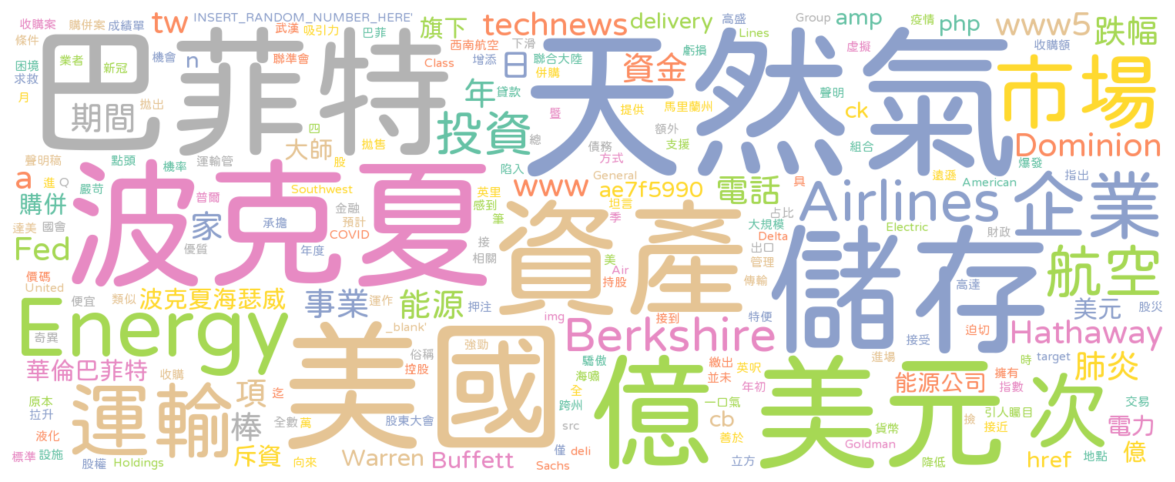 收購 條件 購併案 成績單 tw INSERT_RANDOM_NUMBER_HERE' 武漢 吸引力 巴菲 technews 旗下 delivery 高盛 Group 疫情 amp php www5 收購額 跌幅
困境 求救 業者 新冠 機會 n 聯準會 西南航空 Class 下滑 增添 日 聯合大陸 併購 資金 虧損 Lines 虛擬 聲明
巴菲特 天然氣 市場
月 拋出 期間 四 拋售 年 貸款 暨 提供 馬里蘭州 ck 組合
聲明稿 點頭 機率 運輸管 大師 股 投資 總 債務 額外 支援 方式 陷入 Dominion 爆發
a 進 Q 嚴苛 普爾 Southwest 英里 感到 www General ae7f5990 坦言 電話 具 滄遜 指出 American
波克夏 資產 Airlines 企業
購併 連美 國會 家 承擔 金融 預計 COVID 筆 季 占比 大規模 Electric 財政
Fed 優質 年度 接 相關 美 Delta 出口 管理 儲存 航空
價碼 United 便宜 類似 波克夏海瑟威 事業 運作 能源 押注 Air 持股 傳輸 高達 美元 股災
Energy 奇異 _blank' img 接到 特便 接受 迫切
美國 俗稱 強勁 Berkshire Hathaway
華倫巴菲特 收購 控股 驕傲 海嘯 繳出 並未 英呎 年初 進場 時 target 肺炎
運輸 項 迄 全 跨州 億 美元 能源公司 擁有 指數 次 交易
原本 拉升 棒 全數 萬 股東大會 src 一口氣 cb 貨幣 引人矚目 撿 接近 電力
液化 標準 設施 斥資 僅 善於 Goldman href 地點 億
股權 Holdings 向來 Warren Buffett Sachs deli 立方 降低